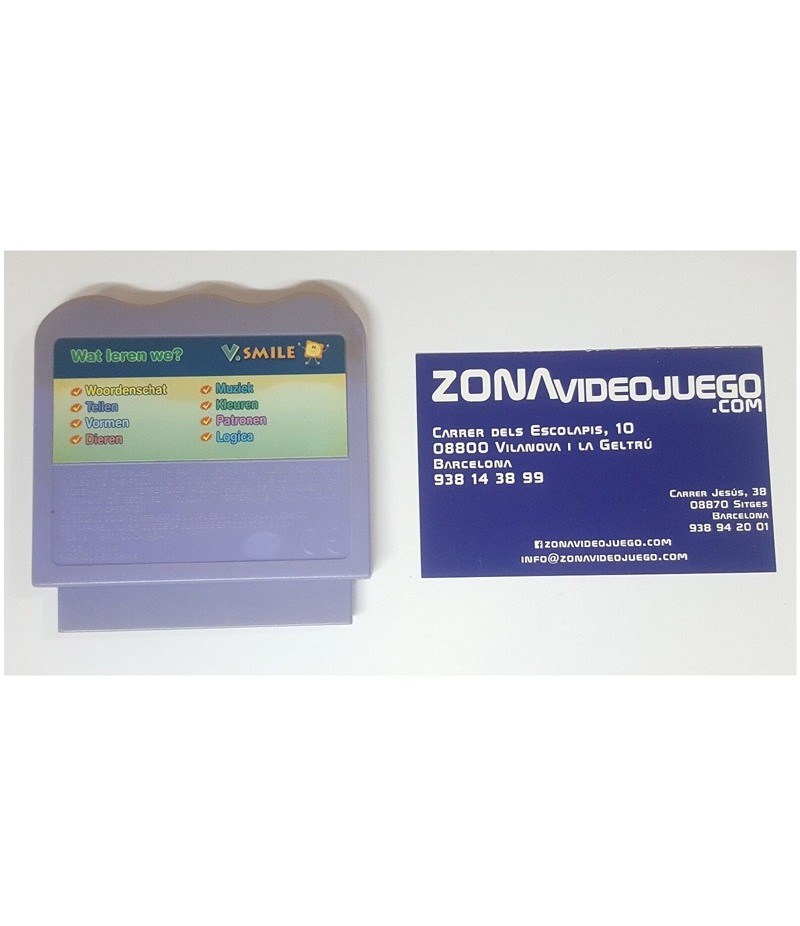 Wat leren we?
V.SMILE
Woordenschat
Tellen
Vormen
Dieren
Muziek
Kleuren
Patronen
Logica
ZONAVIDEOJUEGO
.COM
CARRER DELS ESCOLAPIS, 10
08800 VILANOVA I LA GELTRÚ
BARCELONA
938 14 38 99
CARRER JESÚS, 38
08870 SITGES
BARCELONA
938 94 20 01
ZONAVIDEOJUEGO.COM
INFO@ZONAVIDEOJUEGO.COM